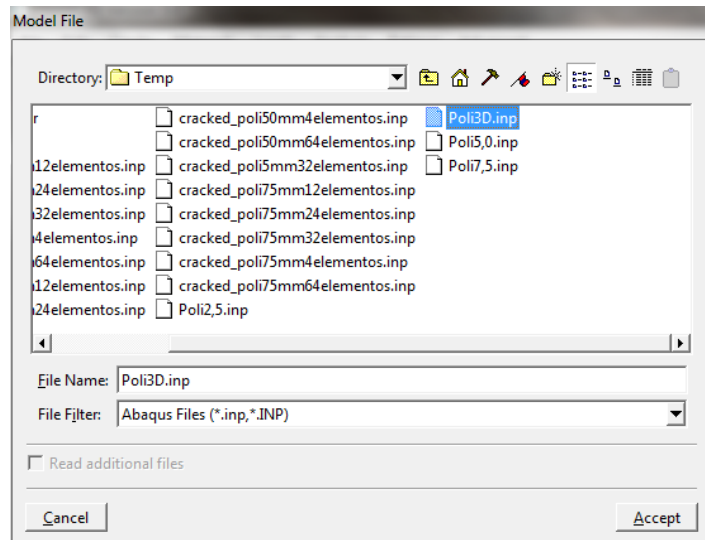 Model File
Directory: Temp
r
12elementos.inp
24elementos.inp
32elementos.inp
4elementos.inp
64elementos.inp
12elementos.inp
24elementos.inp
cracked_poli50mm4elementos.inp
cracked_poli50mm64elementos.inp
cracked_poli5mm32elementos.inp
cracked_poli75mm12elementos.inp
cracked_poli75mm24elementos.inp
cracked_poli75mm32elementos.inp
cracked_poli75mm4elementos.inp
cracked_poli75mm64elementos.inp
Poli2,5.inp
Poli3D.inp
Poli5,0.inp
Poli7,5.inp
File Name: Poli3D.inp
File Filter: Abaqus Files (*.inp,*.INP)
Read additional files
Cancel Accept